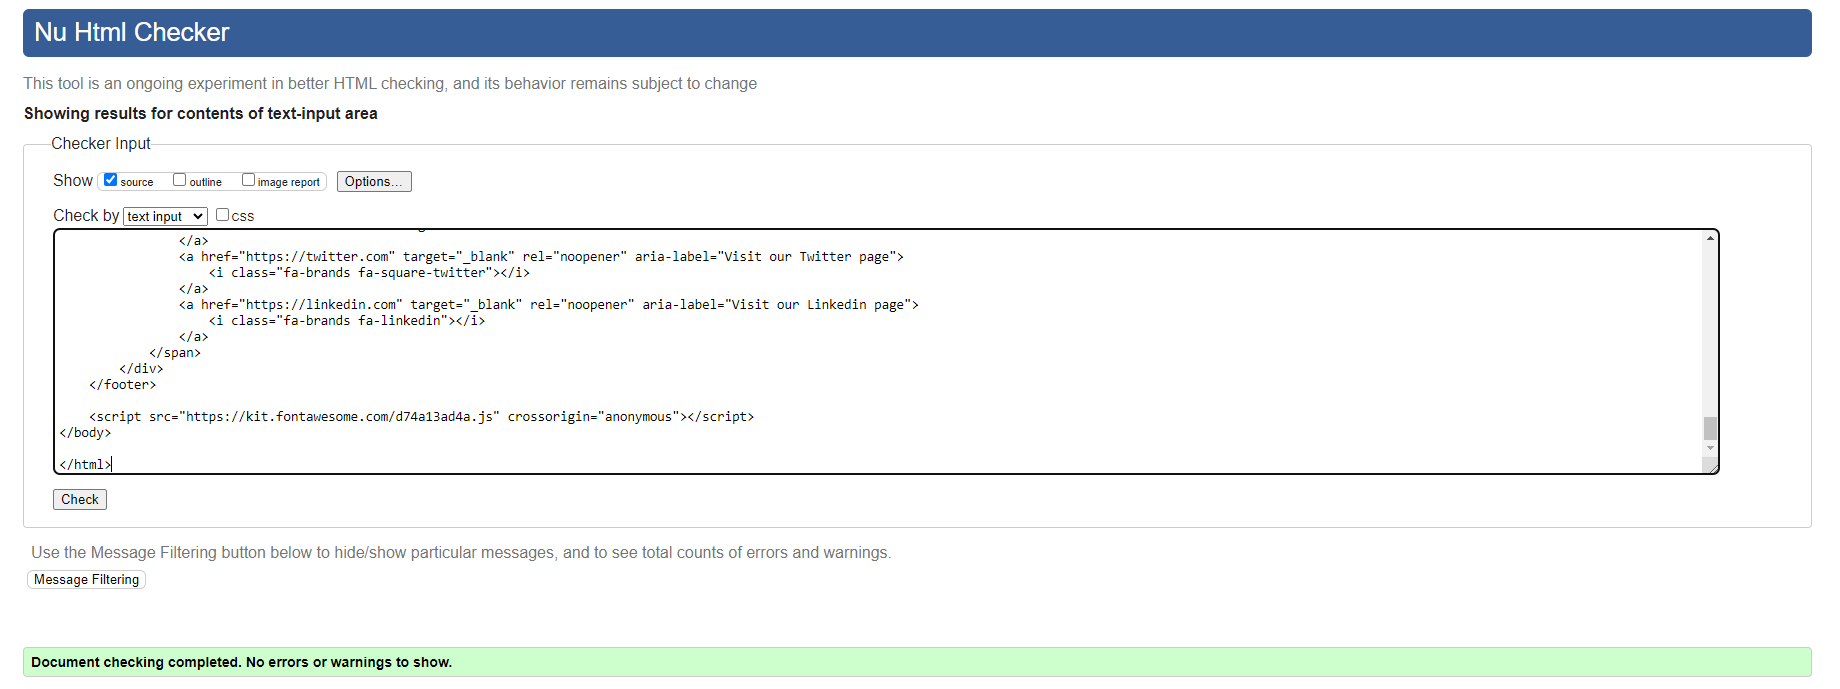 Nu Html Checker
This tool is an ongoing experiment in better HTML checking, and its behavior remains subject to change
Showing results for contents of text-input area
Checker Input
Show source outline image report Options...
Check by text input css
</a>
<a href="https://twitter.com" target="_blank" rel="noopener" aria-label="Visit our Twitter page">
<i class="fa-brands fa-square-twitter"></i>
</a>
<a href="https://linkedin.com" target="_blank" rel="noopener" aria-label="Visit our Linkedin page">
<i class="fa-brands fa-linkedin"></i>
</a>
</span>
</div>
</footer>
<script src="https://kit.fontawesome.com/d74a13ad4a.js" crossorigin="anonymous"></script>
</body>
</html>
Check
Use the Message Filtering button below to hide/show particular messages, and to see total counts of errors and warnings.
Message Filtering
Document checking completed. No errors or warnings to show.